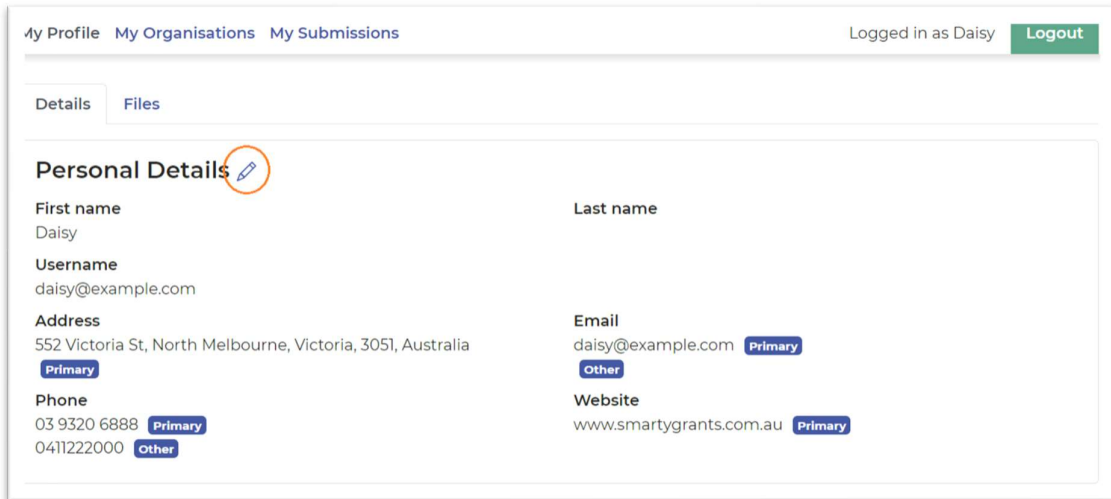 My Profile My Organisations My Submissions Logged in as Daisy Logout
Details Files
Personal Details
First name Last name
Daisy
Username
daisy@example.com
Address Email
552 Victoria St, North Melbourne, Victoria, 3051, Australia daisy@example.com Primary
Primary Other
Phone Website
03 9320 6888 Primary www.smartygrants.com.au Primary
0411222000 Other